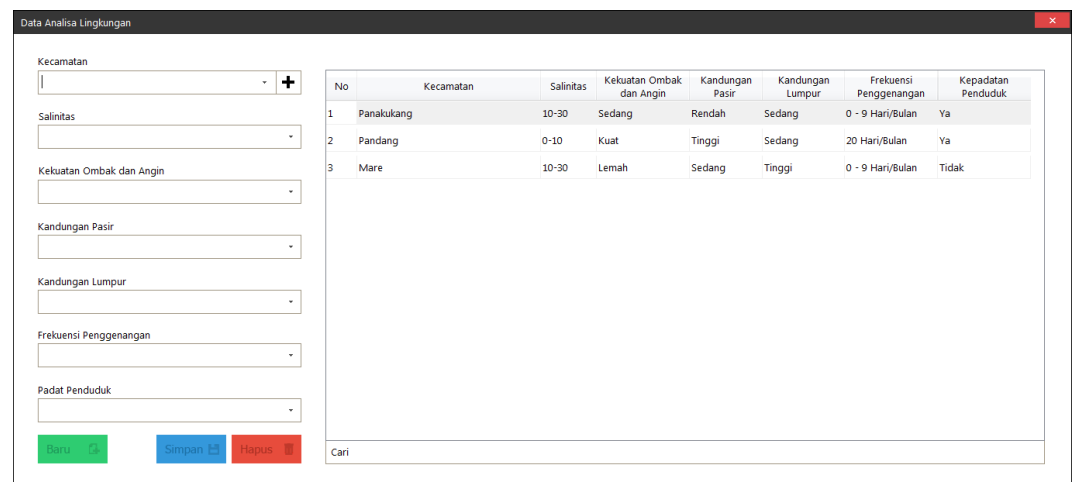 Data Analisa Lingkungan
Kecamatan
Salinitas
Kekuatan Ombak dan Angin
Kandungan Pasir
Kandungan Lumpur
Frekuensi Penggenangan
Padat Penduduk
Baru
Simpan
Hapus
No Kecamatan Salinitas Kekuatan Ombak dan Angin Kandungan Pasir Kandungan Lumpur Frekuensi Penggenangan Kepadatan Penduduk
1 Panakukang 10-30 Sedang Rendah Sedang 0 - 9 Hari/Bulan Ya
2 Pandang 0-10 Kuat Tinggi Sedang 20 Hari/Bulan Ya
3 Mare 10-30 Lemah Sedang Tinggi 0 - 9 Hari/Bulan Tidak
Cari